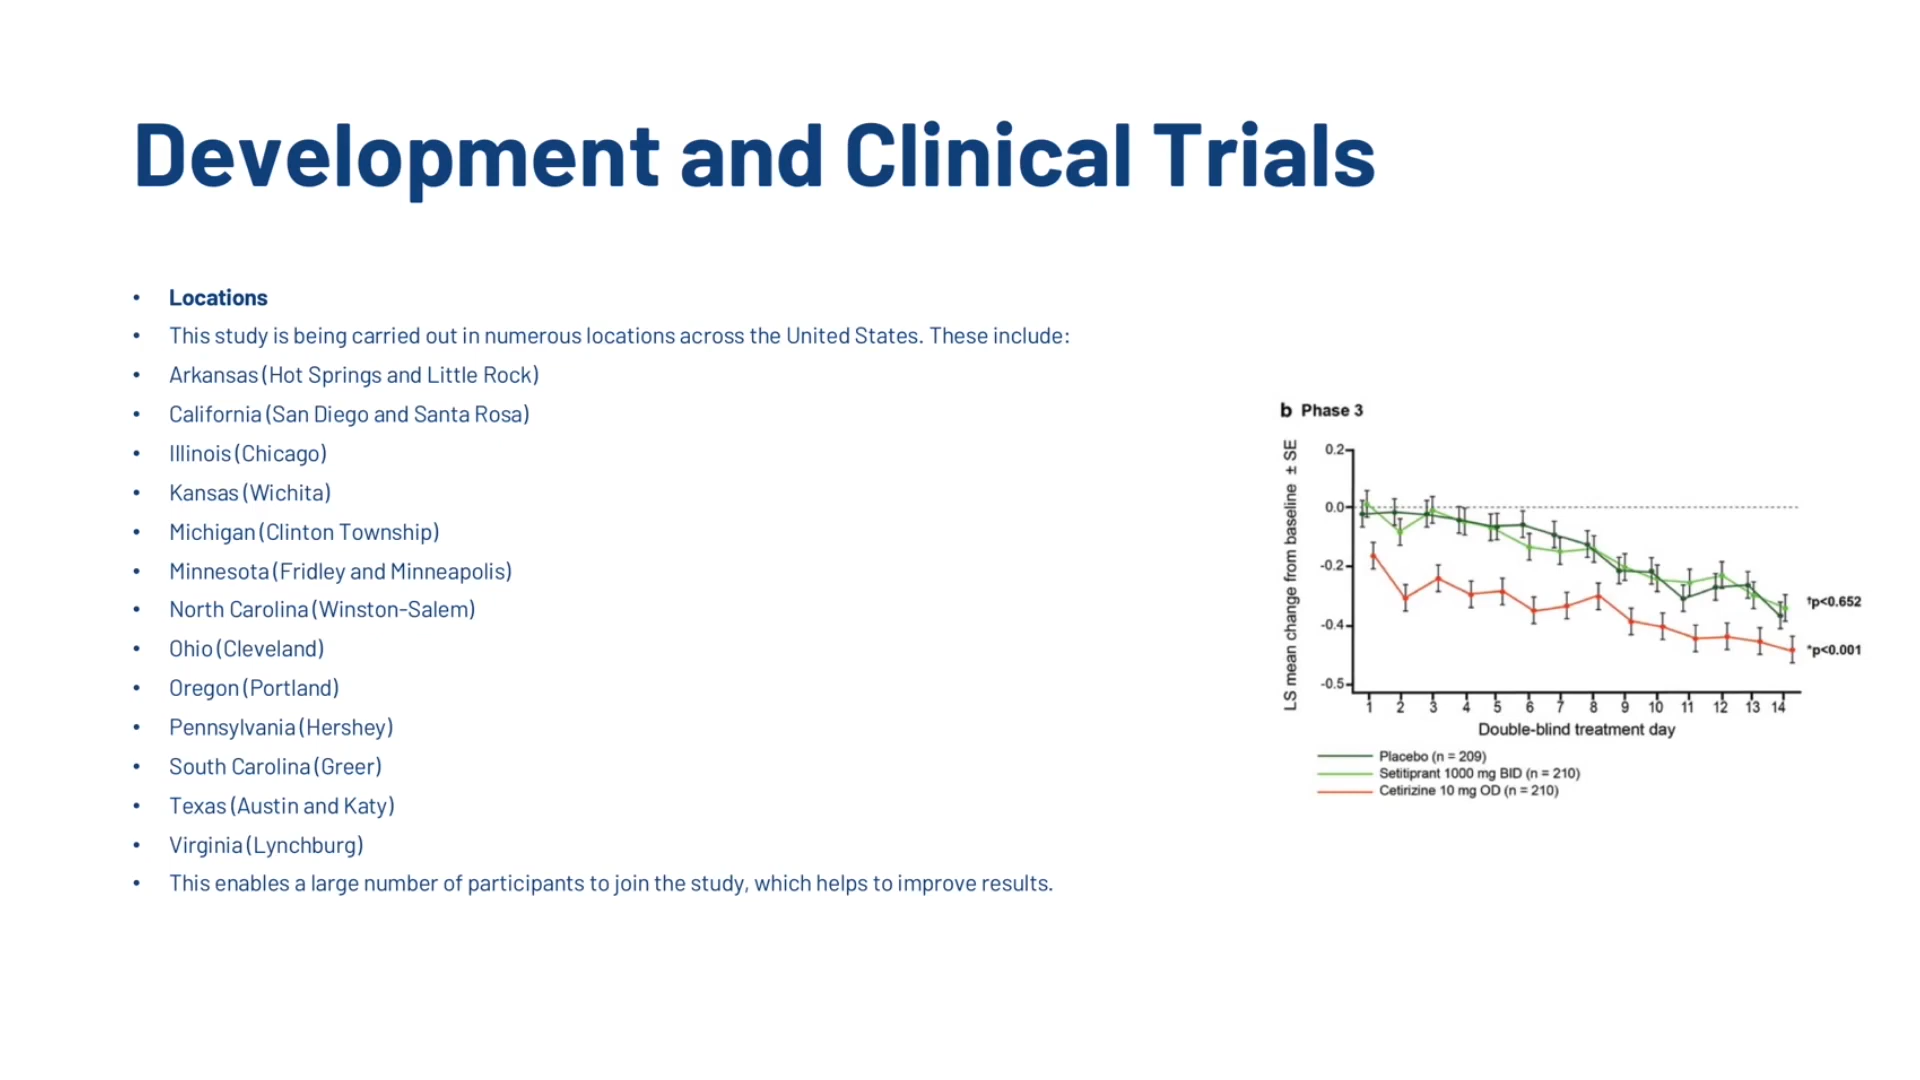 Development and Clinical Trials
• Locations
• This study is being carried out in numerous locations across the United States. These include:
• Arkansas (Hot Springs and Little Rock)
• California (San Diego and Santa Rosa)
• Illinois (Chicago)
• Kansas (Wichita)
• Michigan (Clinton Township)
• Minnesota (Fridley and Minneapolis)
• North Carolina (Winston-Salem)
• Ohio (Cleveland)
• Oregon (Portland)
• Pennsylvania (Hershey)
• South Carolina (Greer)
• Texas (Austin and Katy)
• Virginia (Lynchburg)
• This enables a large number of participants to join the study, which helps to improve results.
b Phase 3
LS mean change from baseline ± SE
0.2
0.0
-0.2
-0.4
-0.5
†p<0.652
*p<0.001
1 2 3 4 5 6 7 8 9 10 11 12 13 14
Double-blind treatment day
Placebo (n = 209)
Setitiprant 1000 mg BID (n = 210)
Cetirizine 10 mg OD (n = 210)